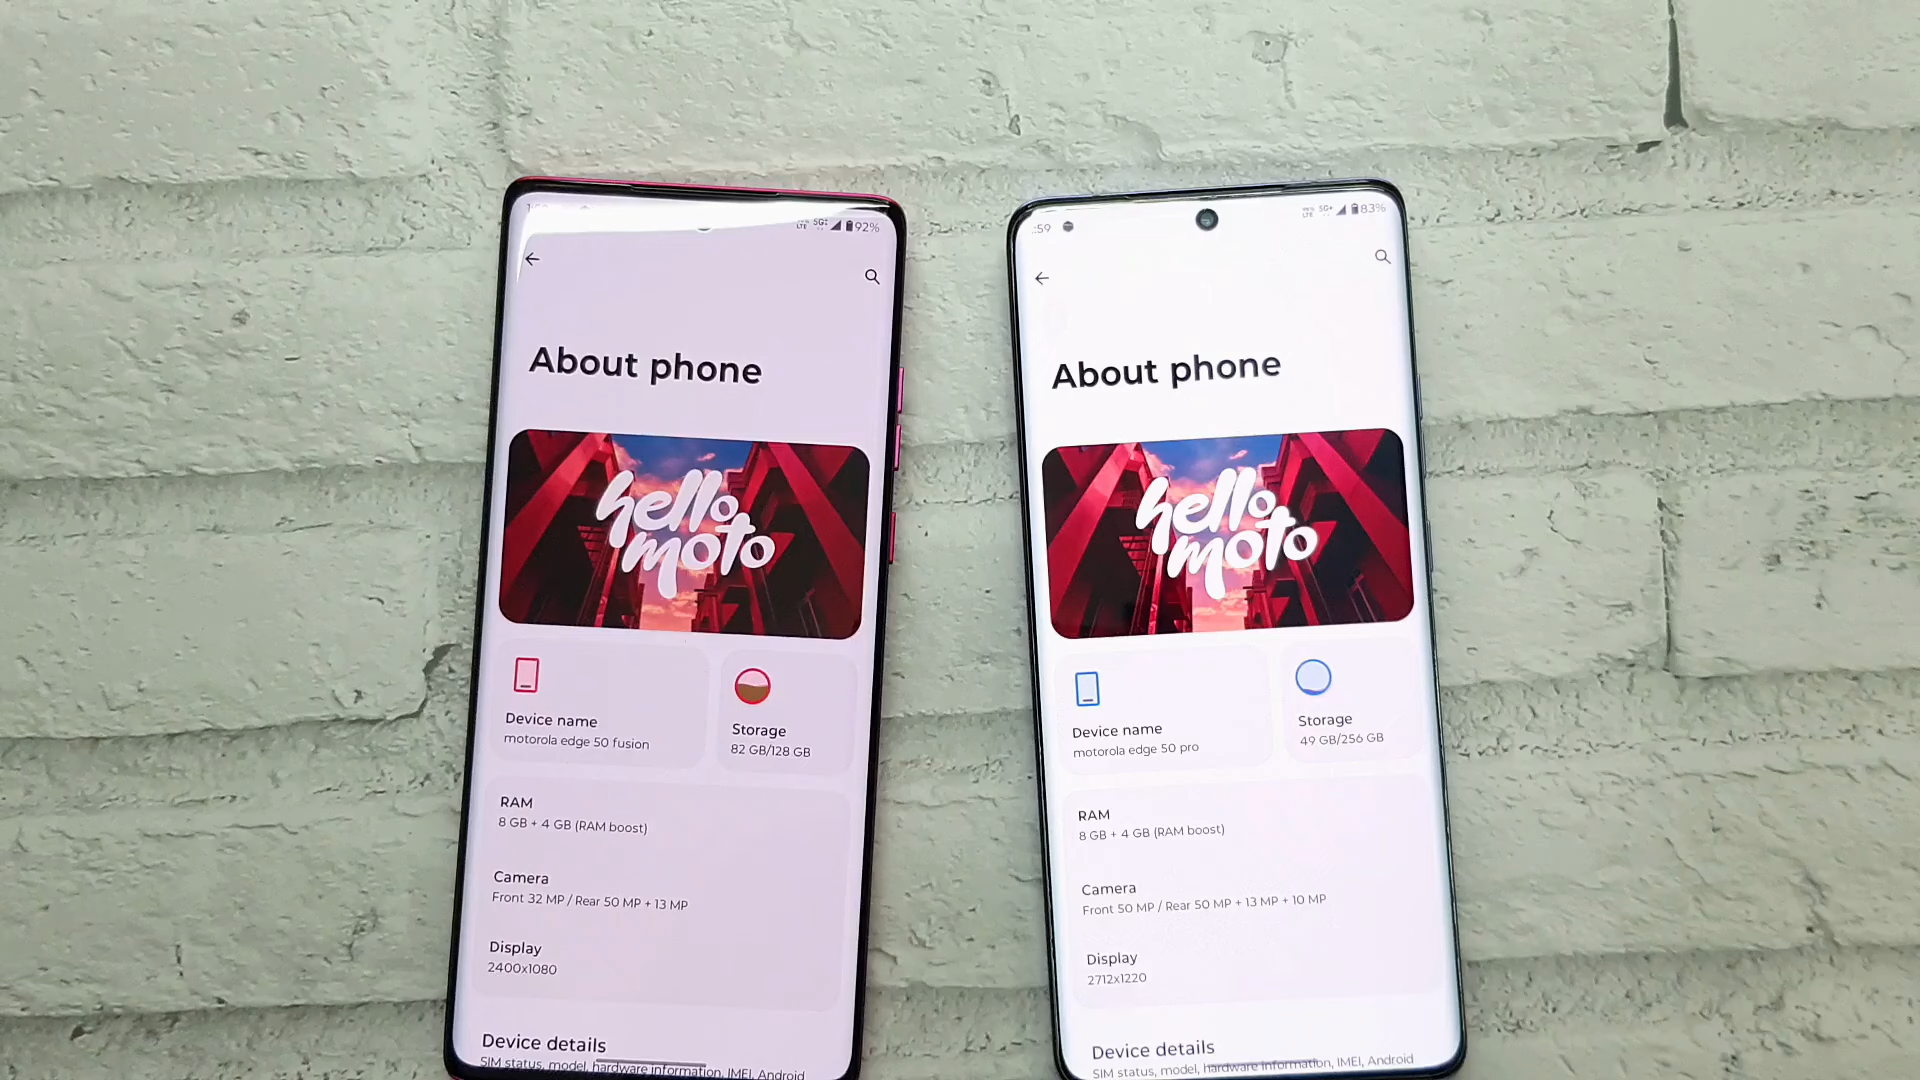 92%
About phone
hello
moto
Device name
motorola edge 50 fusion
Storage
82 GB/128 GB
RAM
8 GB + 4 GB (RAM boost)
Camera
Front 32 MP / Rear 50 MP + 13 MP
Display
2400x1080
Device details
SIM status, model, hardware information, IMEI, Android
:59
5G+ 83%
About phone
hello
moto
Device name
motorola edge 50 pro
Storage
49 GB/256 GB
RAM
8 GB + 4 GB (RAM boost)
Camera
Front 50 MP / Rear 50 MP + 13 MP + 10 MP
Display
2712x1220
Device details
SIM status, model, hardware information, IMEI, Android